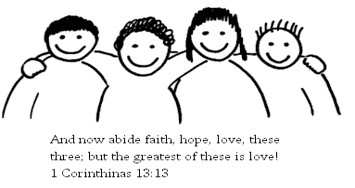 And now abide faith, hope, love, these
three; but the greatest of these is love!
1 Corinthinas 13:13